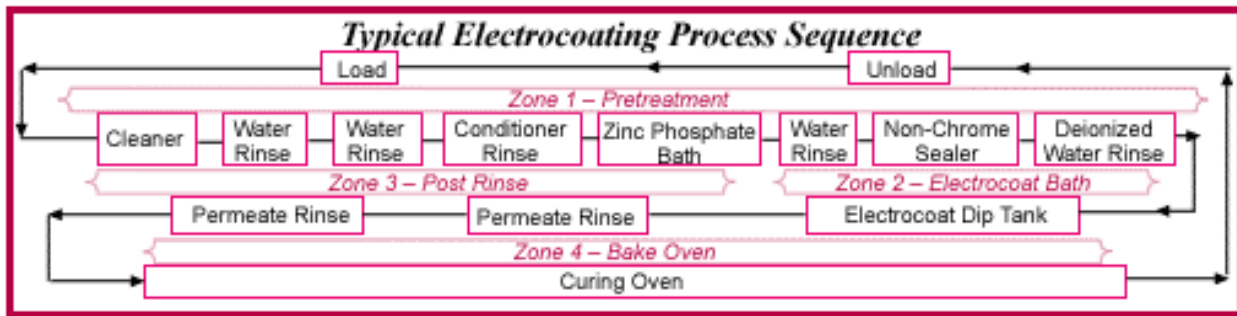 Typical Electrocoating Process Sequence
Load
Unload
Zone 1 – Pretreatment
Cleaner
Water
Rinse
Water
Rinse
Conditioner
Rinse
Zinc Phosphate
Bath
Water
Rinse
Non-Chrome
Sealer
Deionized
Water Rinse
Zone 3 – Post Rinse
Zone 2 – Electrocoat Bath
Permeate Rinse
Permeate Rinse
Electrocoat Dip Tank
Zone 4 – Bake Oven
Curing Oven